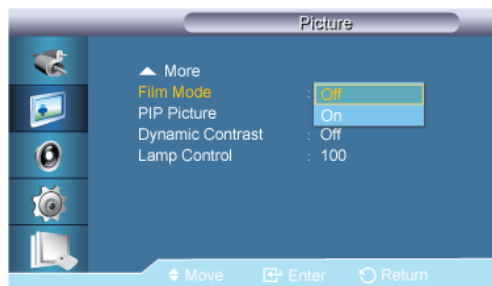 Picture
▲ More
Film Mode : Off
On
PIP Picture
Dynamic Contrast : Off
Lamp Control : 100
Move Enter Return